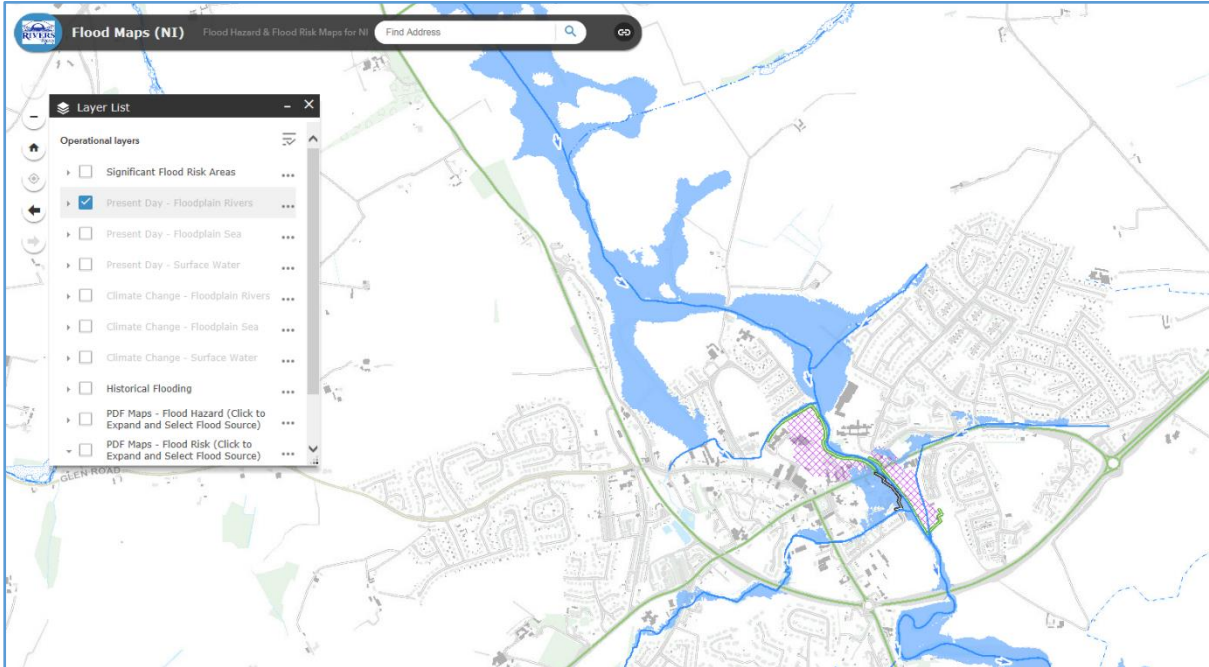 RIVERS
Flood Maps (NI)
Flood Hazard & Flood Risk Maps for NI
Find Address
Layer List
Operational layers
Significant Flood Risk Areas
Present Day - Floodplain Rivers
Present Day - Floodplain Sea
Present Day - Surface Water
Climate Change - Floodplain Rivers
Climate Change - Floodplain Sea
Climate Change - Surface Water
Historical Flooding
PDF Maps - Flood Hazard (Click to
Expand and Select Flood Source)
PDF Maps - Flood Risk (Click to
Expand and Select Flood Source)
GLEN ROAD